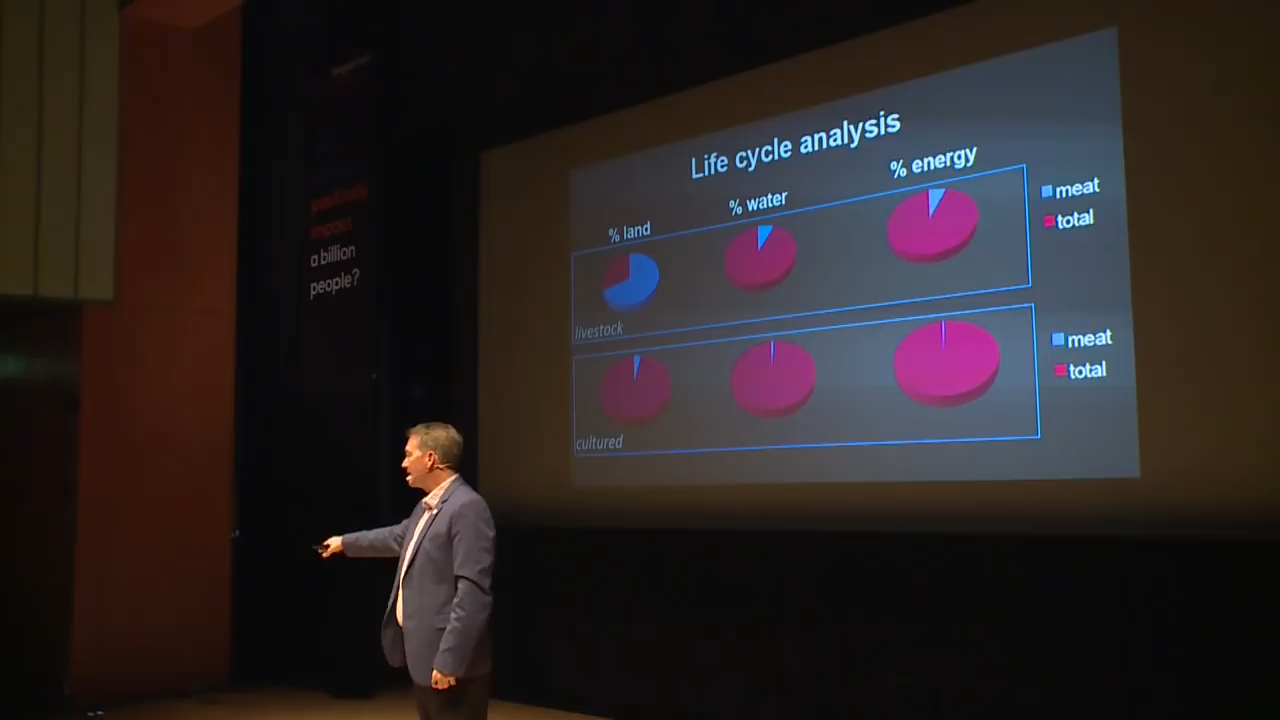 impact
a billion
people?
Life cycle analysis
% land
% water
% energy
meat
total
livestock
meat
total
cultured